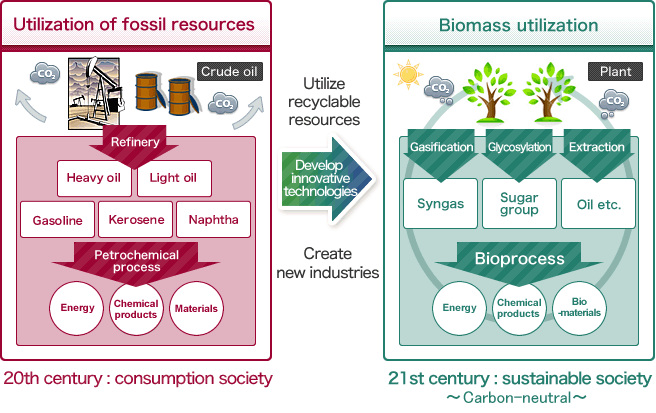 Utilization of fossil resources
CO2
Crude oil
CO2
Refinery
Heavy oil
Light oil
Gasoline
Kerosene
Naphtha
Petrochemical
process
Energy
Chemical
products
Materials
20th century : consumption society
Utilize
recyclable
resources
Develop
innovative
technologies
Create
new industries
Biomass utilization
CO2
Plant
CO2
Gasification
Glycosylation
Extraction
Syngas
Sugar
group
Oil etc.
Bioprocess
Energy
Chemical
products
Bio
-materials
21st century : sustainable society
～Carbon-neutral～